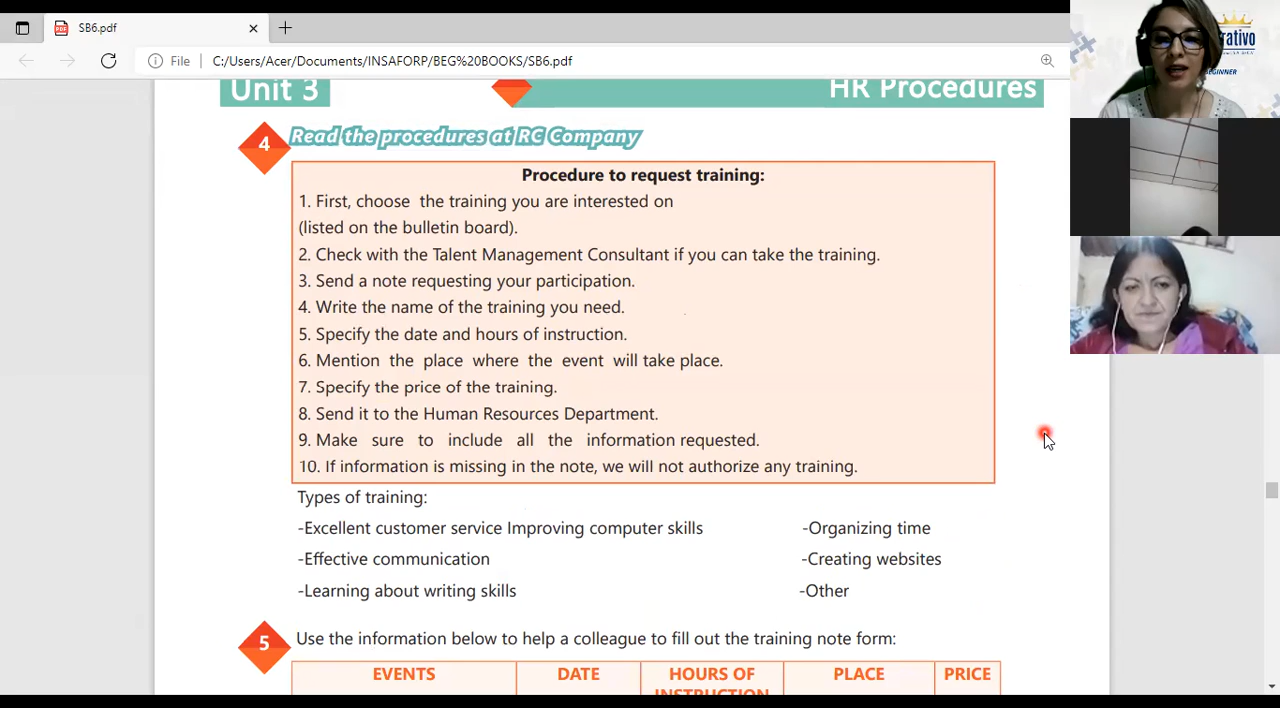 SB6.pdf
File
C:/Users/Acer/Documents/INSAFORP/BEG%20BOOKS/SB6.pdf
rativo
BEGINNER
Unit 3
HR Procedures
4
Read the procedures at RC Company
Procedure to request training:
1. First, choose the training you are interested on
(listed on the bulletin board).
2. Check with the Talent Management Consultant if you can take the training.
3. Send a note requesting your participation.
4. Write the name of the training you need.
5. Specify the date and hours of instruction.
6. Mention the place where the event will take place.
7. Specify the price of the training.
8. Send it to the Human Resources Department.
9. Make sure to include all the information requested.
10. If information is missing in the note, we will not authorize any training.
Types of training:
-Excellent customer service Improving computer skills -Organizing time
-Effective communication -Creating websites
-Learning about writing skills -Other
5
Use the information below to help a colleague to fill out the training note form:
EVENTS DATE HOURS OF PLACE PRICE
INSTRUCTION